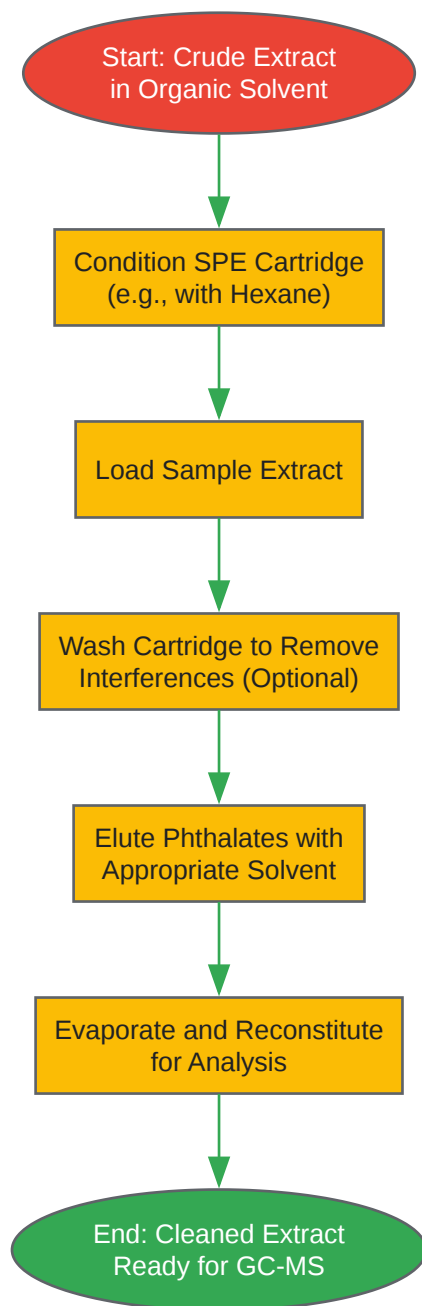 Start: Crude Extract
in Organic Solvent
Condition SPE Cartridge
(e.g., with Hexane)
Load Sample Extract
Wash Cartridge to Remove
Interferences (Optional)
Elute Phthalates with
Appropriate Solvent
Evaporate and Reconstitute
for Analysis
End: Cleaned Extract
Ready for GC-MS